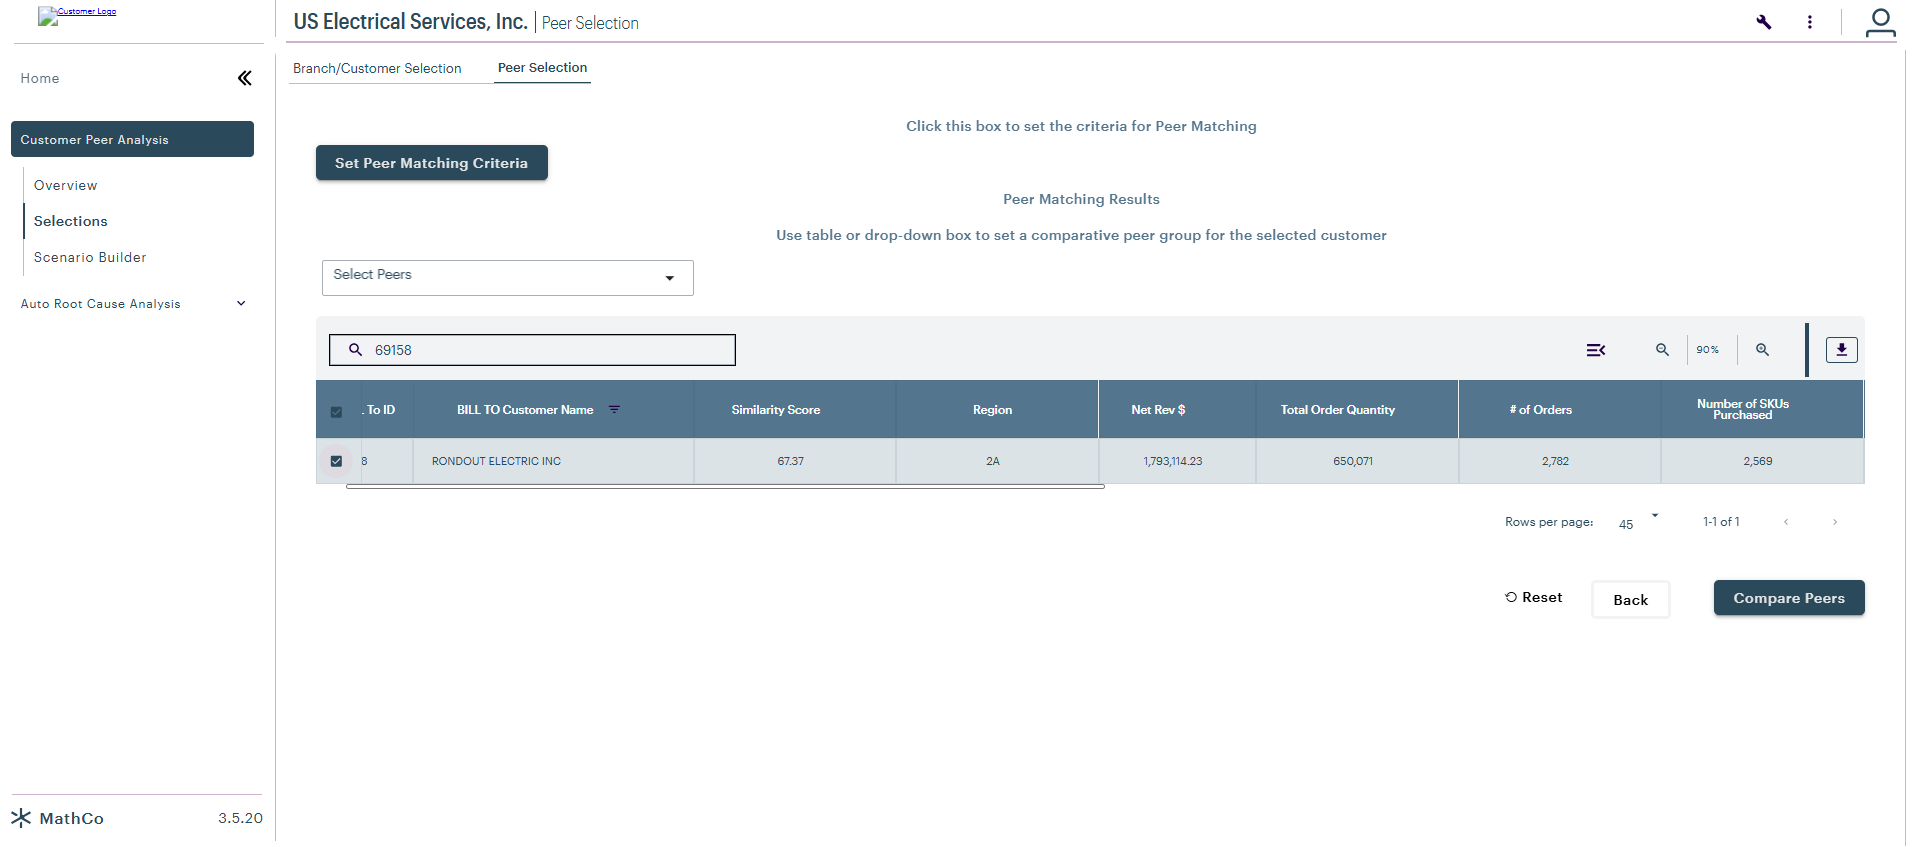 Customer Logo
US Electrical Services, Inc. | Peer Selection
Home
Branch/Customer Selection
Peer Selection
Customer Peer Analysis
Overview
Selections
Scenario Builder
Auto Root Cause Analysis
Click this box to set the criteria for Peer Matching
Set Peer Matching Criteria
Peer Matching Results
Use table or drop-down box to set a comparative peer group for the selected customer
Select Peers
69158
90%
. To ID
BILL TO Customer Name
Similarity Score
Region
Net Rev $
Total Order Quantity
# of Orders
Number of SKUs
Purchased
8
RONDOUT ELECTRIC INC
67.37
2A
1,793,114.23
650,071
2,782
2,569
Rows per page:
45
1-1 of 1
Reset
Back
Compare Peers
MathCo
3.5.20